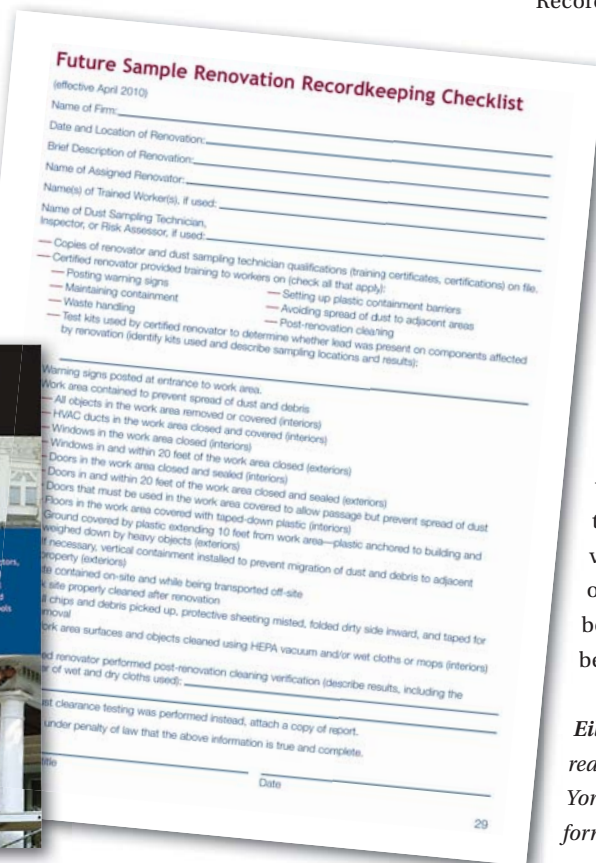 Record
Future Sample Renovation Recordkeeping Checklist
(effective April 2010)
Name of Firm:
Date and Location of Renovation:
Brief Description of Renovation:
Name of Assigned Renovator:
Name(s) of Trained Worker(s), if used:
Name of Dust Sampling Technician,
Inspector, or Risk Assessor, if used:
Copies of renovator and dust sampling technician qualifications (training certificates, certifications) on file.
Certified renovator provided training to workers on (check all that apply):
Posting warning signs
Maintaining containment
Waste handling
Setting up plastic containment barriers
Avoiding spread of dust to adjacent areas
Post-renovation cleaning
Test kits used by certified renovator to determine whether lead was present on components affected
by renovation (identify kits used and describe sampling locations and results):
Warning signs posted at entrance to work area.
Work area contained to prevent spread of dust and debris
All objects in the work area removed or covered (interiors)
HVAC ducts in the work area closed and covered (interiors)
Windows in the work area closed (interiors)
Windows in and within 20 feet of the work area closed (exteriors)
Doors in the work area closed and sealed (interiors)
Doors in and within 20 feet of the work area closed and sealed (exteriors)
Doors that must be used in the work area covered to allow passage but prevent spread of dust
Floors in the work area covered with taped-down plastic (interiors)
Ground covered by plastic extending 10 feet from work area—plastic anchored to building and
weighed down by heavy objects (exteriors)
If necessary, vertical containment installed to prevent migration of dust and debris to adjacent
property (exteriors)
te contained on-site and while being transported off-site
k site properly cleaned after renovation
ll chips and debris picked up, protective sheeting misted, folded dirty side inward, and taped for
moval
ork area surfaces and objects cleaned using HEPA vacuum and/or wet cloths or mops (interiors)
ed renovator performed post-renovation cleaning verification (describe results, including the
er of wet and dry cloths used):
ust clearance testing was performed instead, attach a copy of report.
under penalty of law that the above information is true and complete.
title
Date
29
ctors,
ols
t
v
o
be
be
Eil
rea
Yor
form